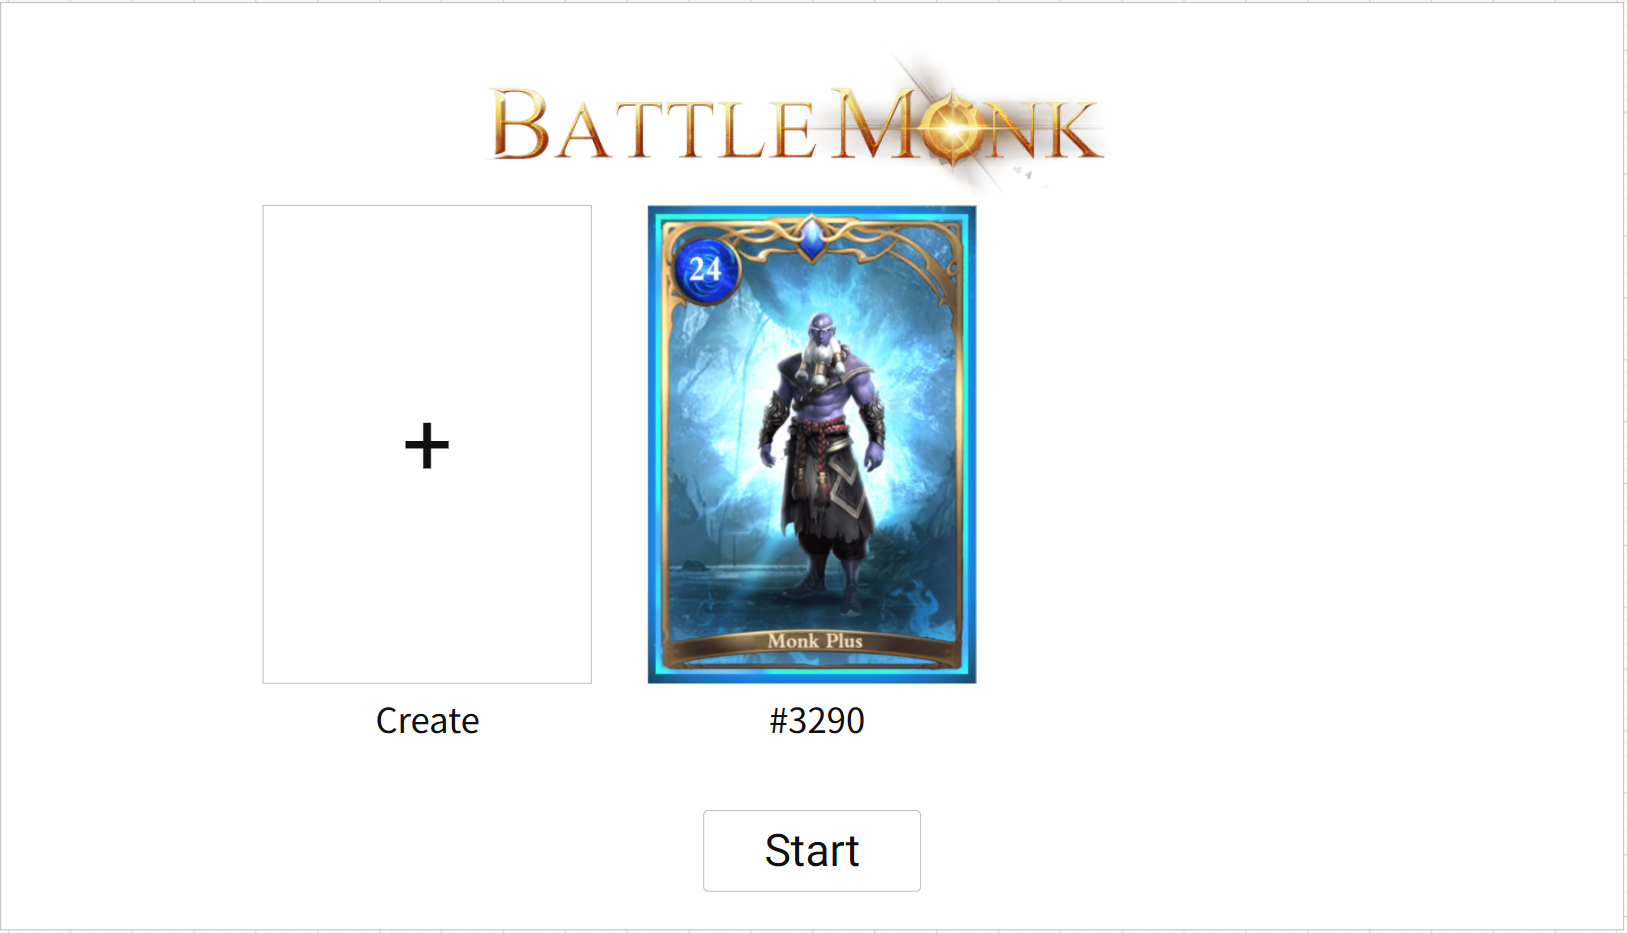 BATTLE MONK
24
+
Monk Plus
Create
#3290
Start